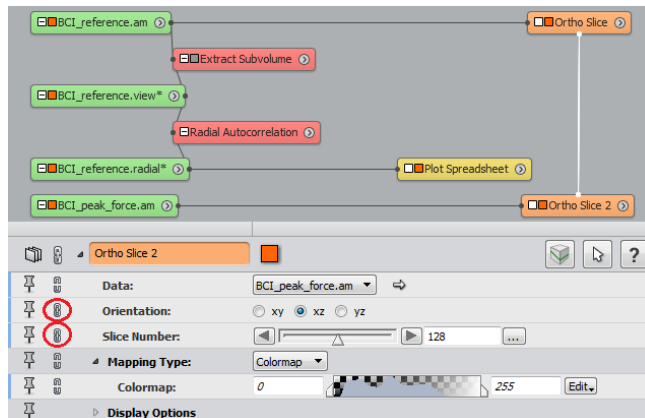 BCI_reference.am
Ortho Slice
Extract Subvolume
BCI_reference.view*
Radial Autocorrelation
BCI_reference.radial*
Plot Spreadsheet
BCI_peak_force.am
Ortho Slice 2
Ortho Slice 2
?
Data: BCI_peak_force.am
Orientation: xy xz yz
Slice Number: 128 ...
Mapping Type: Colormap
Colormap: 0 255 Edit
Display Options